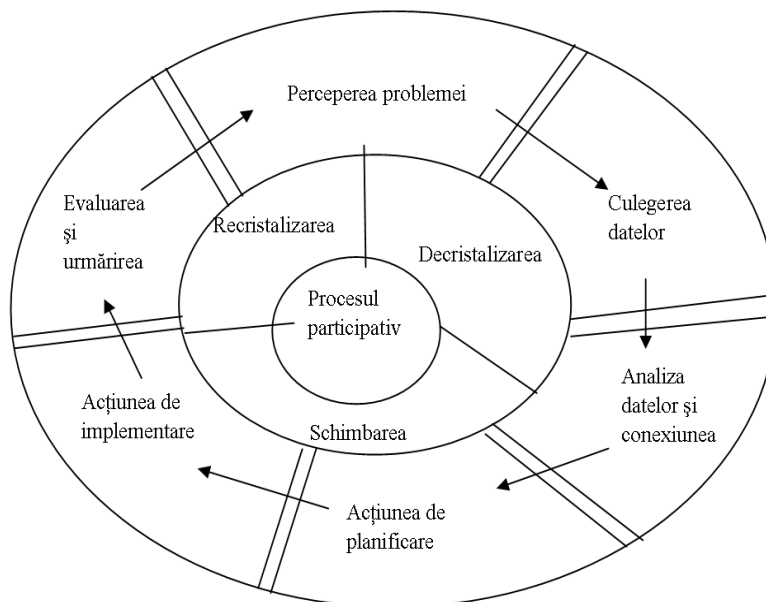 Perceperea problemei
Culegerea
datelor
Analiza
datelor şi
conexiunea
Acţiunea de
planificare
Acţiunea de
implementare
Evaluarea
şi
urmărirea
Recristalizarea
Decristalizarea
Schimbarea
Procesul
participativ